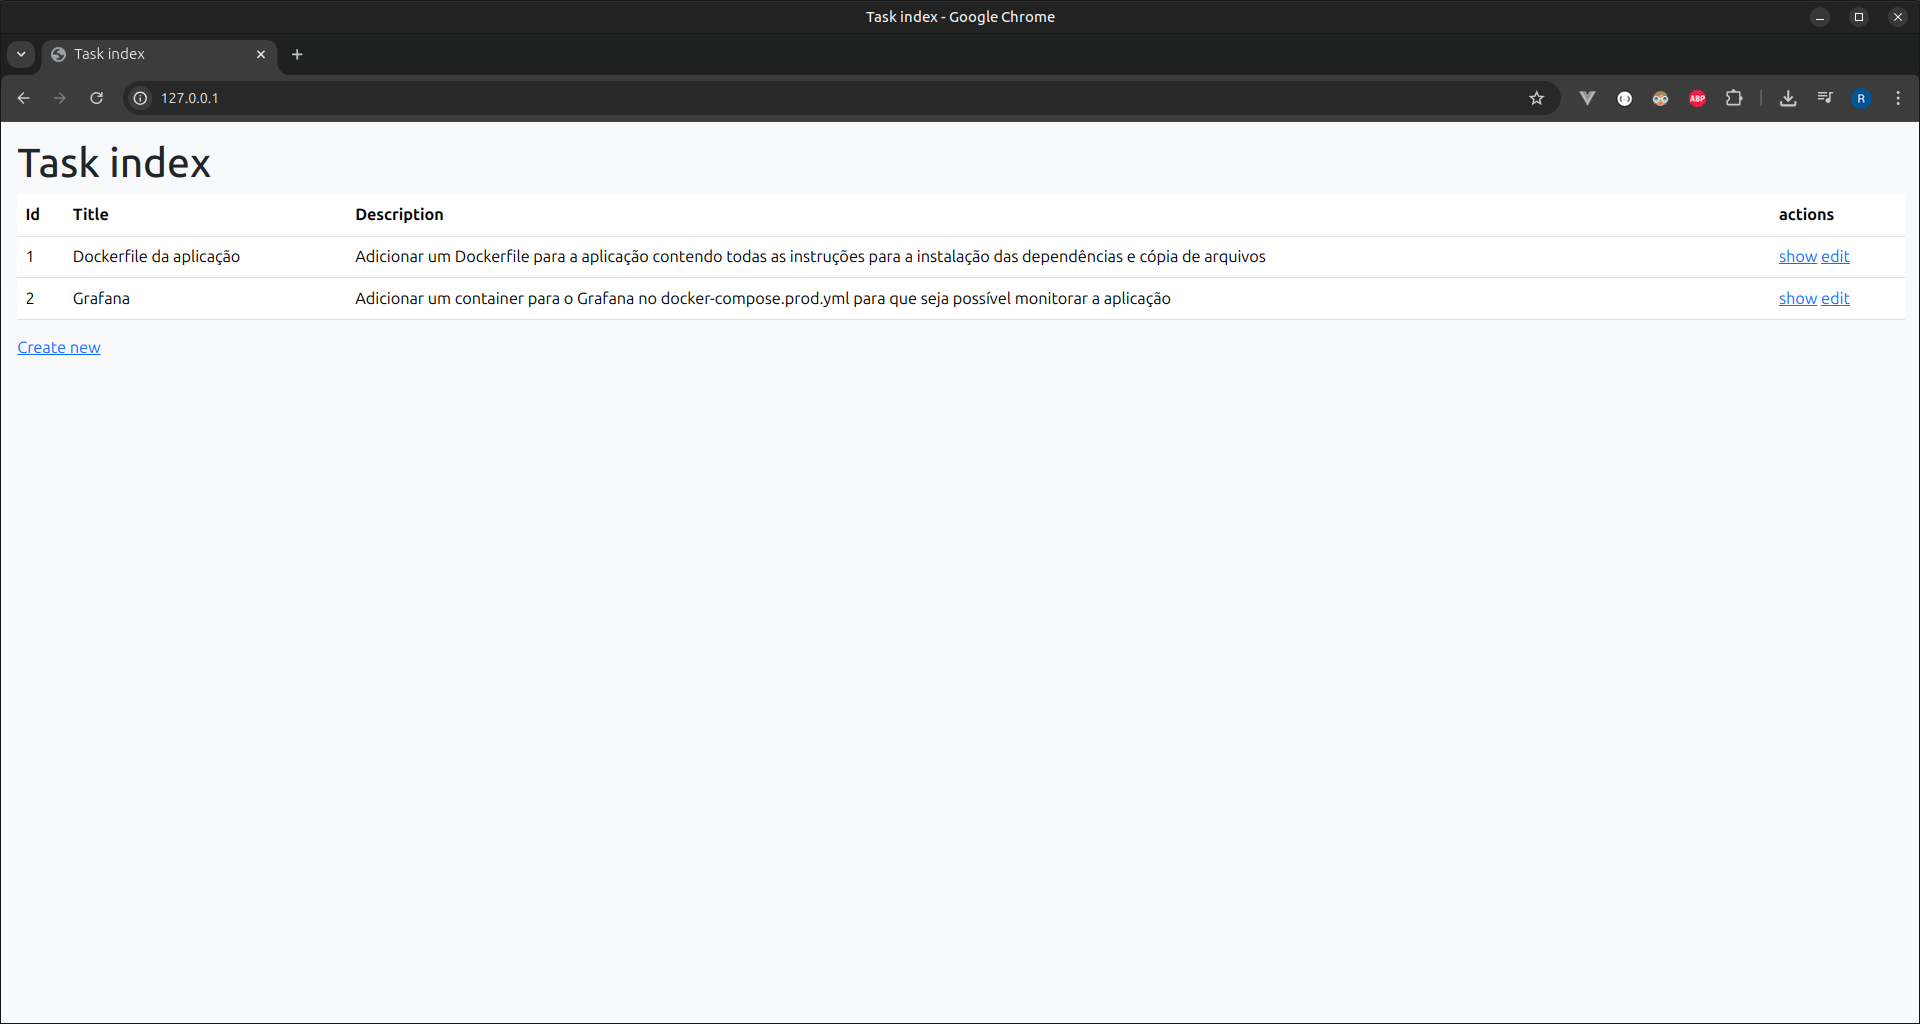 Task index - Google Chrome
Task index
127.0.0.1
ABP
R
Task index
Id Title Description actions
1 Dockerfile da aplicação Adicionar um Dockerfile para a aplicação contendo todas as instruções para a instalação das dependências e cópia de arquivos show edit
2 Grafana Adicionar um container para o Grafana no docker-compose.prod.yml para que seja possível monitorar a aplicação show edit
Create new